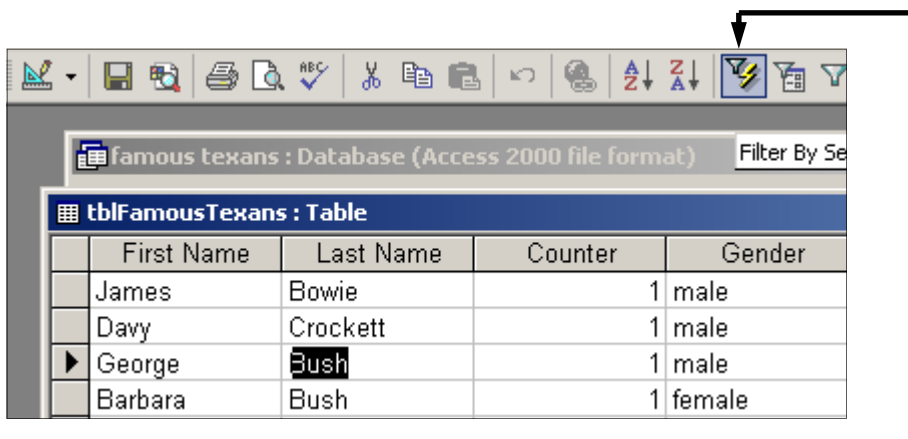 ABC
A Z
Z A
famous texans : Database (Access 2000 file format)
Filter By Se
tblFamousTexans : Table
First Name Last Name Counter Gender
James Bowie 1 male
Davy Crockett 1 male
George Bush 1 male
Barbara Bush 1 female